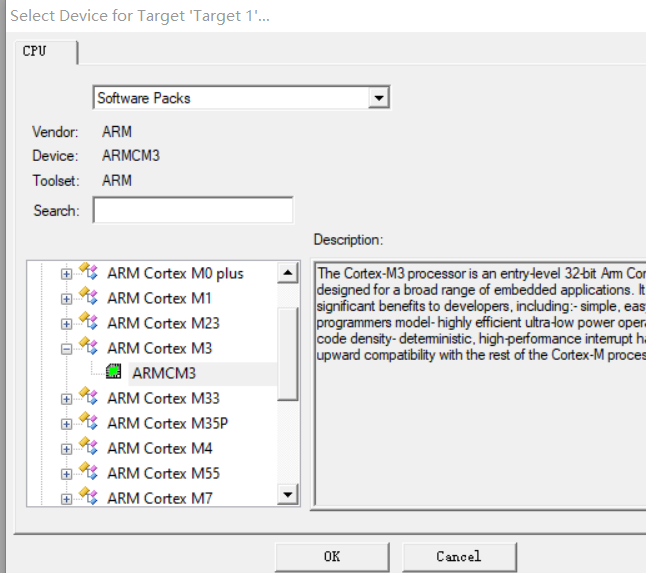 Select Device for Target 'Target 1'...
CPU
Software Packs
Vendor: ARM
Device: ARMCM3
Toolset: ARM
Search:
Description:
ARM Cortex M0 plus
ARM Cortex M1
ARM Cortex M23
ARM Cortex M3
ARMCM3
ARM Cortex M33
ARM Cortex M35P
ARM Cortex M4
ARM Cortex M55
ARM Cortex M7
The Cortex-M3 processor is an entry-level 32-bit Arm Cor
designed for a broad range of embedded applications. It
significant benefits to developers, including:- simple, eas
programmers model- highly efficient ultra-low power oper
code density- deterministic, high-performance interrupt ha
upward compatibility with the rest of the Cortex-M proces
OK
Cancel